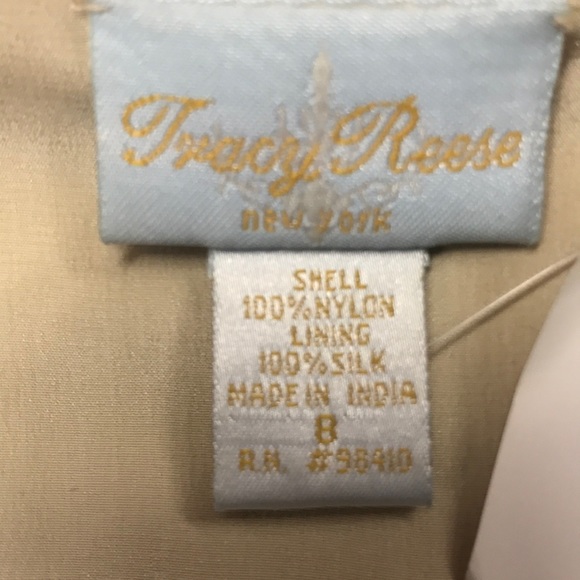 Tracy Reese
new york
SHELL
100%NYLON
LINING
100%SILK
MADE IN INDIA
8
R.N. #98410